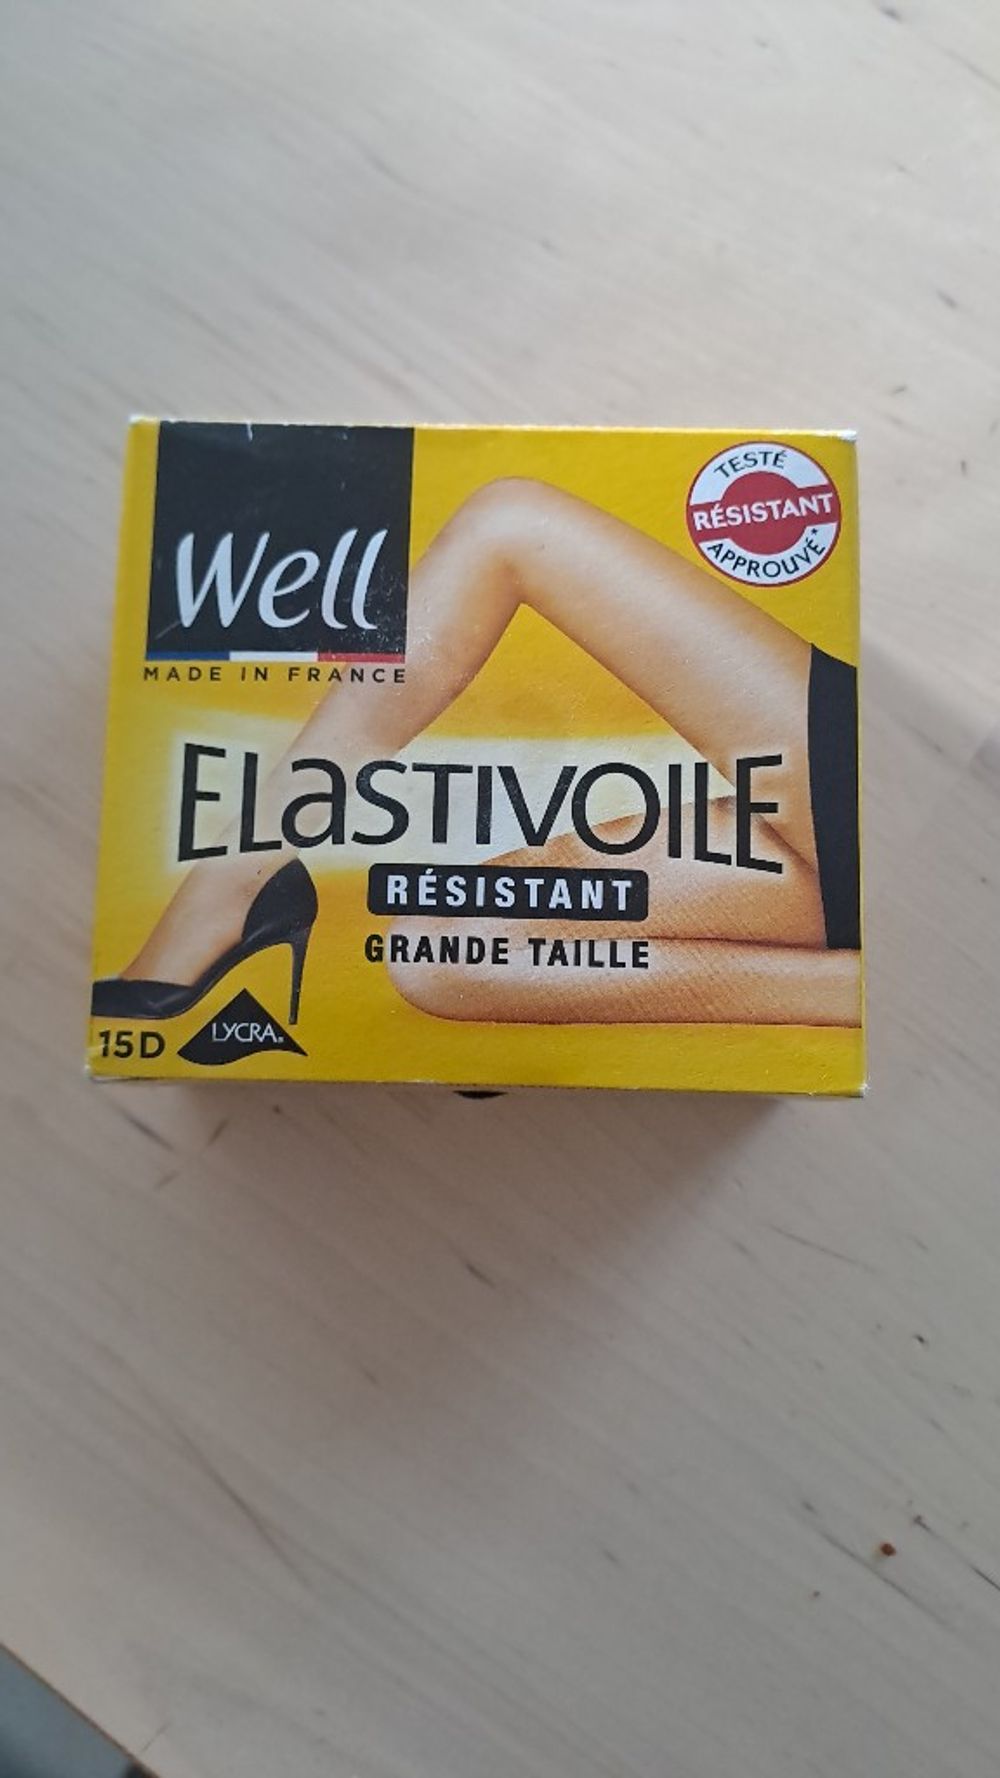 Well
MADE IN FRANCE
TESTÉ
RÉSISTANT
APPROUVÉ*
ELaSTIVOILE
RÉSISTANT
GRANDE TAILLE
15D
LYCRA®